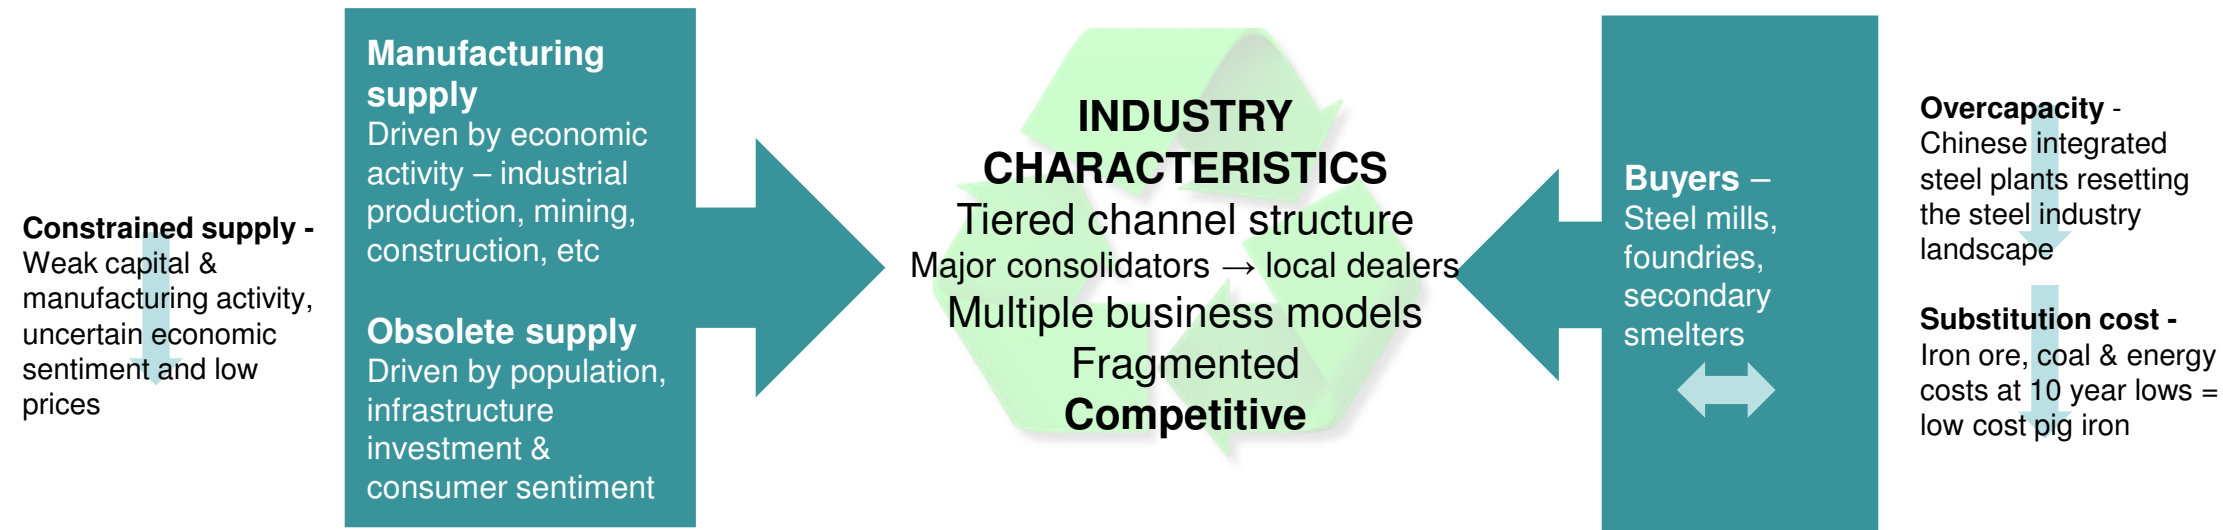 Constrained supply -
Weak capital &
manufacturing activity,
uncertain economic
sentiment and low
prices
Manufacturing
supply
Driven by economic
activity – industrial
production, mining,
construction, etc
Obsolete supply
Driven by population,
infrastructure
investment &
consumer sentiment
INDUSTRY
CHARACTERISTICS
Tiered channel structure
Major consolidators → local dealers
Multiple business models
Fragmented
Competitive
Buyers –
Steel mills,
foundries,
secondary
smelters
Overcapacity -
Chinese integrated
steel plants resetting
the steel industry
landscape
Substitution cost -
Iron ore, coal & energy
costs at 10 year lows =
low cost pig iron